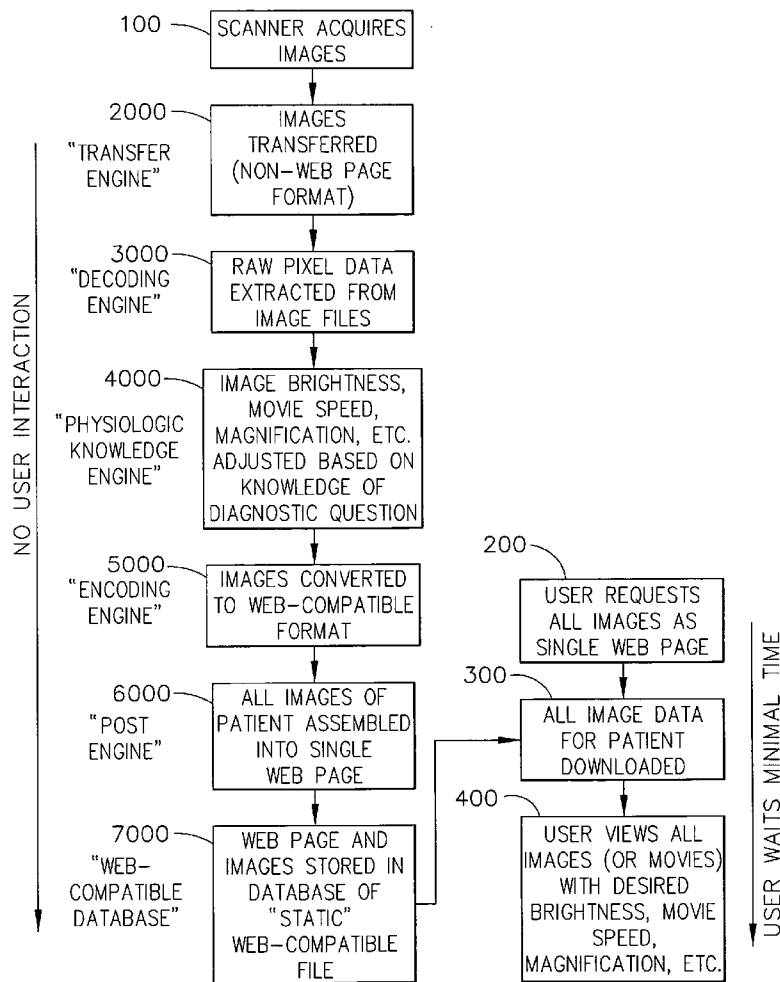 100
SCANNER ACQUIRES
IMAGES
2000
"TRANSFER
ENGINE"
IMAGES
TRANSFERRED
(NON-WEB PAGE
FORMAT)
3000
"DECODING
ENGINE"
RAW PIXEL DATA
EXTRACTED FROM
IMAGE FILES
4000
"PHYSIOLOGIC
KNOWLEDGE
ENGINE"
IMAGE BRIGHTNESS,
MOVIE SPEED,
MAGNIFICATION, ETC.
ADJUSTED BASED ON
KNOWLEDGE OF
DIAGNOSTIC QUESTION
5000
"ENCODING
ENGINE"
IMAGES CONVERTED
TO WEB-COMPATIBLE
FORMAT
6000
"POST
ENGINE"
ALL IMAGES OF
PATIENT ASSEMBLED
INTO SINGLE
WEB PAGE
7000
"WEB-
COMPATIBLE
DATABASE"
WEB PAGE AND
IMAGES STORED IN
DATABASE OF
"STATIC"
WEB-COMPATIBLE
FILE
NO USER INTERACTION
200
USER REQUESTS
ALL IMAGES AS
SINGLE WEB PAGE
300
ALL IMAGE DATA
FOR PATIENT
DOWNLOADED
400
USER VIEWS ALL
IMAGES (OR MOVIES)
WITH DESIRED
BRIGHTNESS, MOVIE
SPEED,
MAGNIFICATION, ETC.
USER WAITS MINIMAL TIME